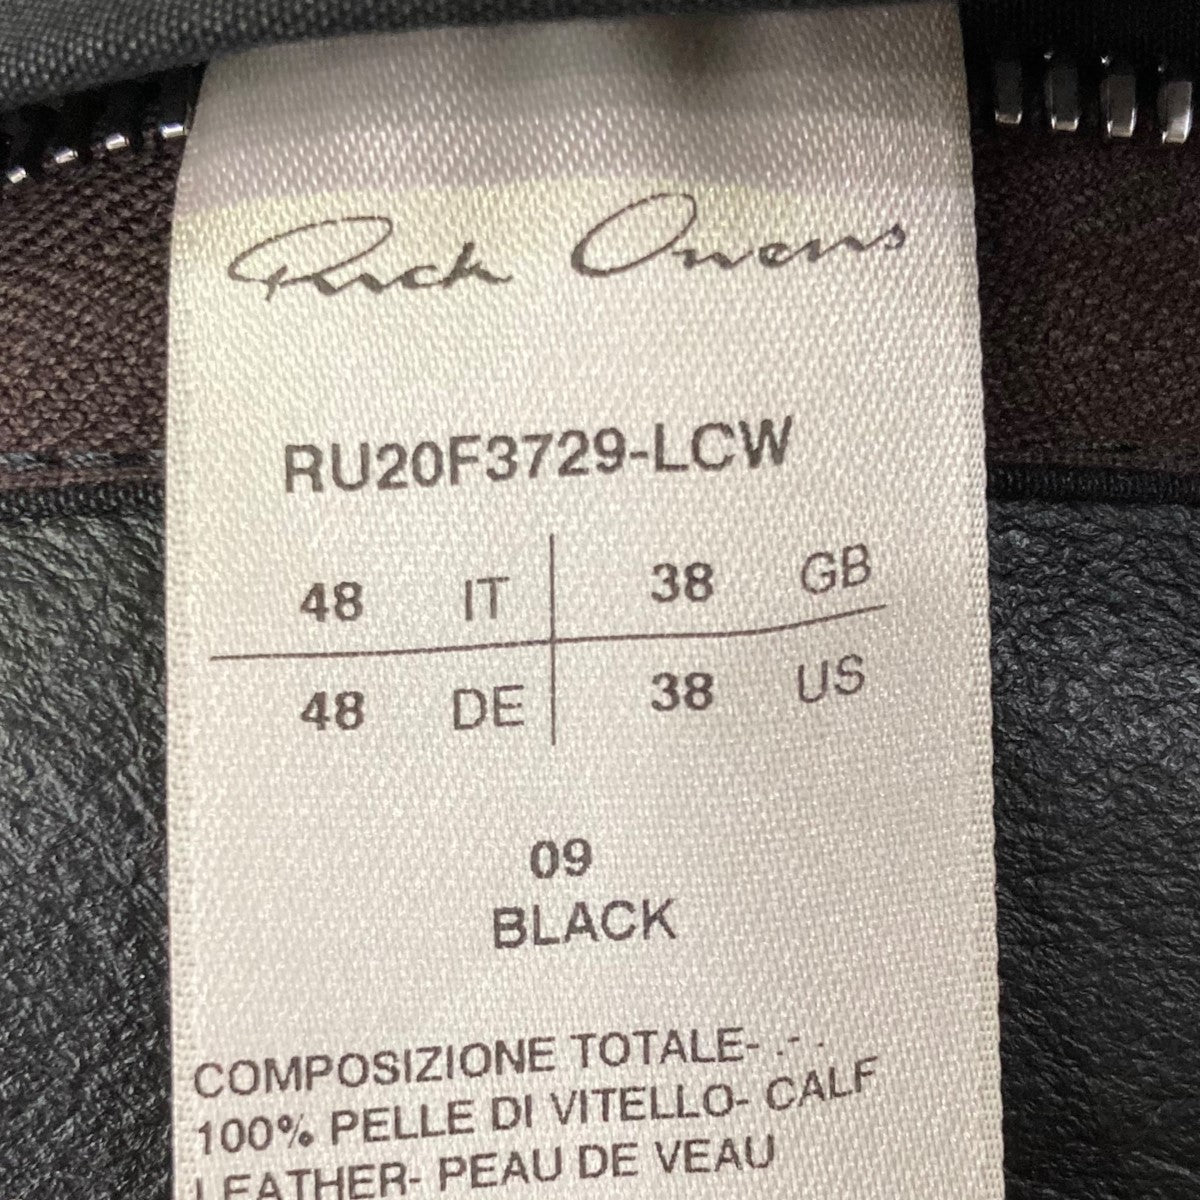 Rick Owens
RU20F3729-LCW
48 IT 38 GB
48 DE 38 US
09
BLACK
COMPOSIZIONE TOTALE- .-.
100% PELLE DI VITELLO- CALF
LEATHER- PEAU DE VEAU